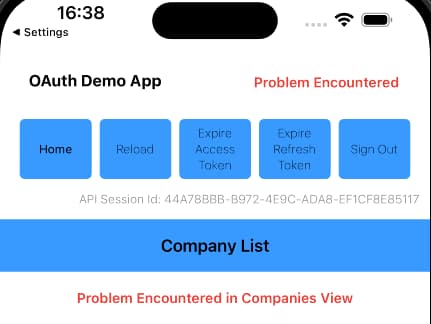 16:38
◀ Settings
OAuth Demo App
Problem Encountered
Home
Reload
Expire
Access
Token
Expire
Refresh
Token
Sign Out
API Session Id: 44A78BBB-B972-4E9C-ADA8-EF1CF8E85117
Company List
Problem Encountered in Companies View